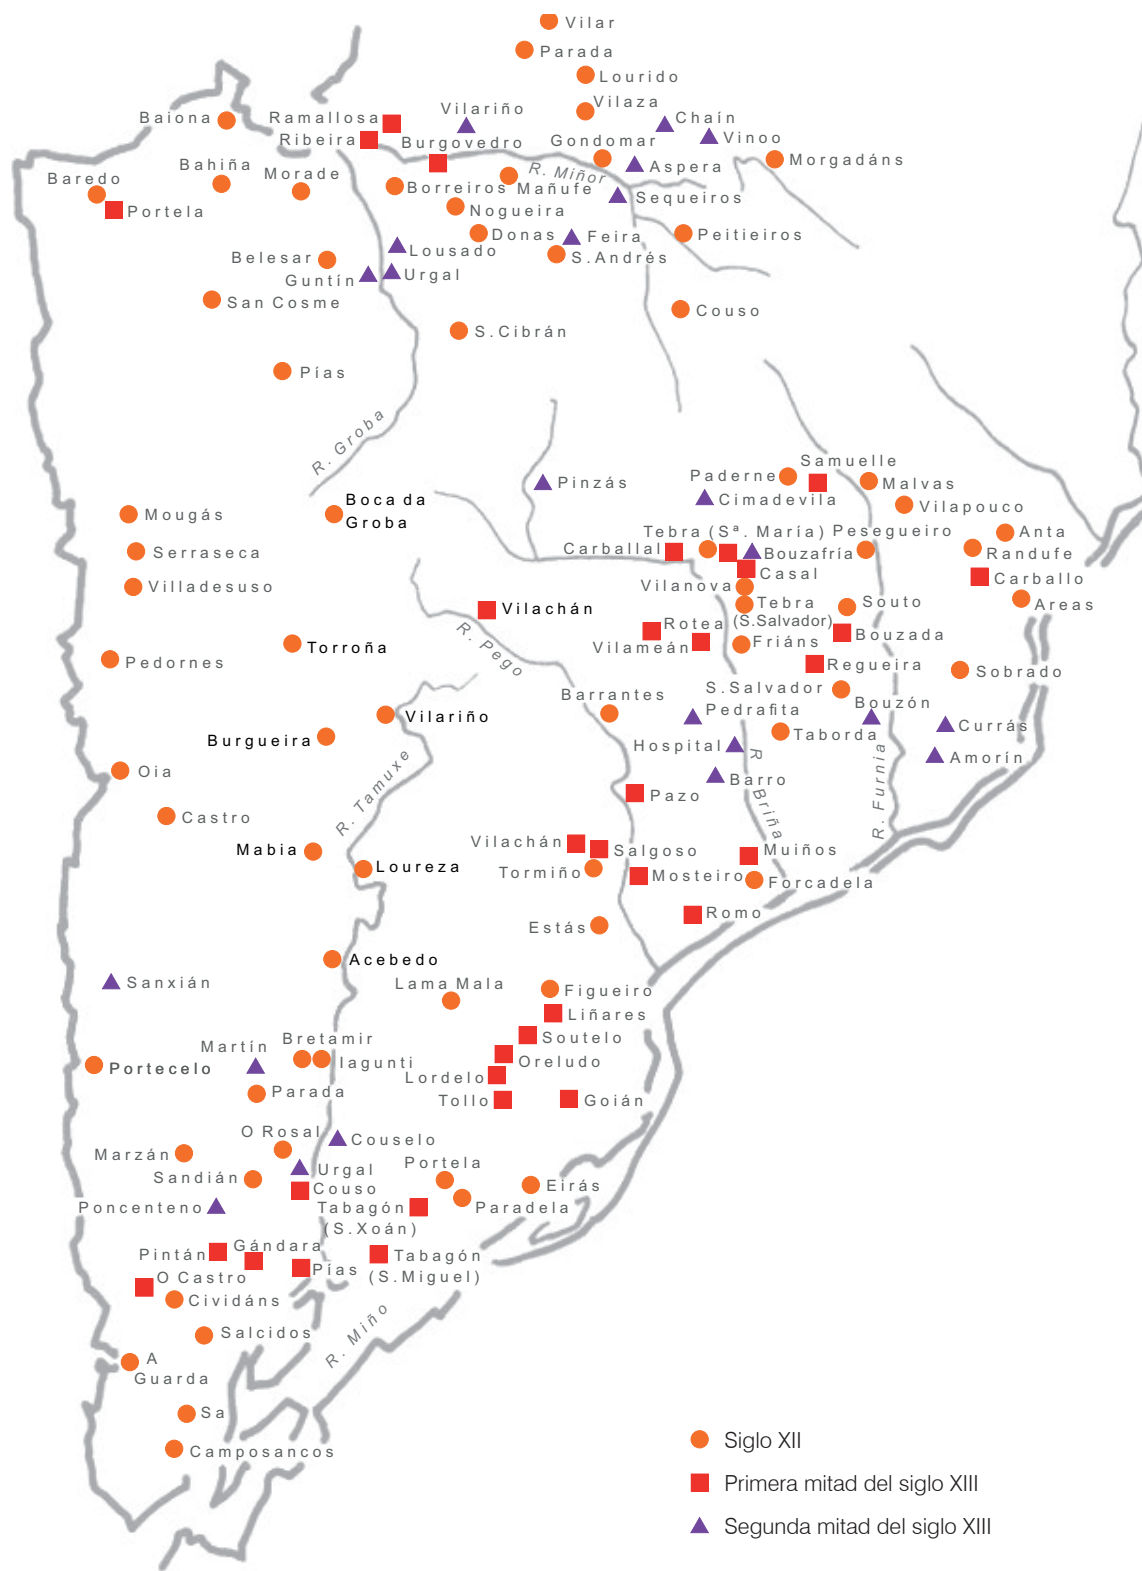 Vilar
Parada
Lourido
Vilariño
Vilaza
Chaín
Baiona
Ramallosa
Ribeira
Burgovedro
Gondomar
Vinoo
Morgadáns
Bahiña
Morade
R. Miñor
Aspera
Baredo
Borreiros
Mañufe
Sequeiros
Portela
Nogueira
Donas
Feira
Peitieiros
Lousado
S.Andrés
Belesar
Guntín
Urgal
San Cosme
Couso
S.Cibrán
Pías
R. Groba
Samuelle
Paderne
Malvas
Pinzás
Cimadevila
Vilapouco
Boca da
Groba
Mougás
Tebra (Sª. María)
Pesegueiro
Anta
Serraseca
Carballal
Bouzafría
Randufe
Casal
Carballo
Villadesuso
Vilanova
Tebra
(S.Salvador)
Souto
Areas
Vilachán
Rotea
Vilameán
Friáns
Bouzada
Torroña
R. Pego
Pedornes
Regueira
Sobrado
S.Salvador
Barrantes
Bouzón
Vilariño
Pedrafita
Currás
Burgueira
Hospital
Taborda
Amorín
Oia
Barro
R. Tamuxe
R Briña
R. Furnia
Pazo
Castro
Mabia
Vilachán
Salgoso
Muiños
Loureza
Tormiño
Mosteiro
Forcadela
Romo
Estás
Acebedo
Sanxián
Lama Mala
Figueiro
Liñares
Bretamir
Soutelo
Martín
Iagunti
Oreludo
Portecelo
Lordelo
Parada
Tollo
Goián
O Rosal
Couselo
Marzán
Urgal
Portela
Sandián
Couso
Eirás
Poncenteno
Tabagón
(S.Xoán)
Paradela
Pintán
Gándara
Tabagón
(S.Miguel)
Pías
O Castro
Cividáns
Salcidos
R. Miño
A
Guarda
Sa
Camposancos
Siglo XII
Primera mitad del siglo XIII
Segunda mitad del siglo XIII